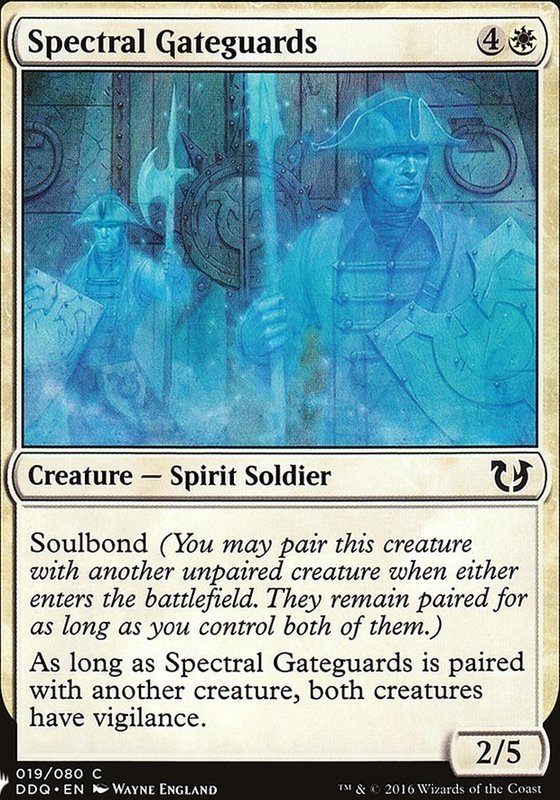 Spectral Gateguards 4
Creature — Spirit Soldier
Soulbond (You may pair this creature
with another unpaired creature when either
enters the battlefield. They remain paired for
as long as you control both of them.)
As long as Spectral Gateguards is paired
with another creature, both creatures
have vigilance.
2/5
019/080 C
DDQ • EN Wayne England
™ & © 2016 Wizards of the Coast